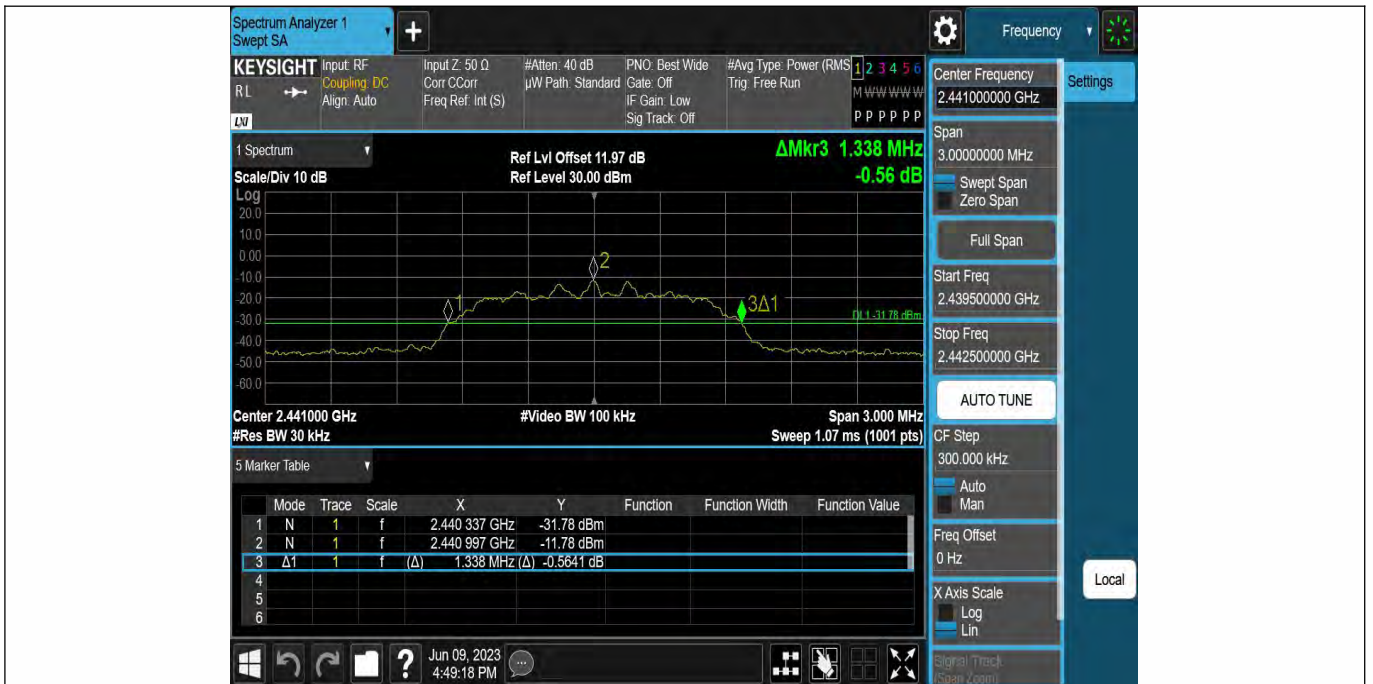 Spectrum Analyzer 1
Swept SA
+
Frequency
KEYSIGHT
RL
LXI
Input: RF
Coupling: DC
Align: Auto
Input Z: 50 Ω
Corr CCorr
Freq Ref: Int (S)
#Atten: 40 dB
µW Path: Standard
PNO: Best Wide
Gate: Off
IF Gain: Low
Sig Track: Off
#Avg Type: Power (RMS
Trig: Free Run
1 2 3 4 5 6
M W W W W W
P P P P P P
1 Spectrum
Scale/Div 10 dB
Ref Lvl Offset 11.97 dB
Ref Level 30.00 dBm
ΔMkr3 1.338 MHz
-0.56 dB
Log
20.0
10.0
0.00
-10.0
-20.0
-30.0
-40.0
-50.0
-60.0
1
2
3Δ1
DL1 -31.78 dBm
Center 2.441000 GHz
#Video BW 100 kHz
Span 3.000 MHz
#Res BW 30 kHz
Sweep 1.07 ms (1001 pts)
5 Marker Table
Mode Trace Scale X Y Function Function Width Function Value
1 N 1 f 2.440 337 GHz -31.78 dBm
2 N 1 f 2.440 997 GHz -11.78 dBm
3 Δ1 1 f (Δ) 1.338 MHz (Δ) -0.5641 dB
4
5
6
?
Jun 09, 2023
4:49:18 PM
Center Frequency
2.441000000 GHz
Span
3.00000000 MHz
Swept Span
Zero Span
Full Span
Start Freq
2.439500000 GHz
Stop Freq
2.442500000 GHz
AUTO TUNE
CF Step
300.000 kHz
Auto
Man
Freq Offset
0 Hz
X Axis Scale
Log
Lin
Signal Track
(Span Zoom)
Settings
Local